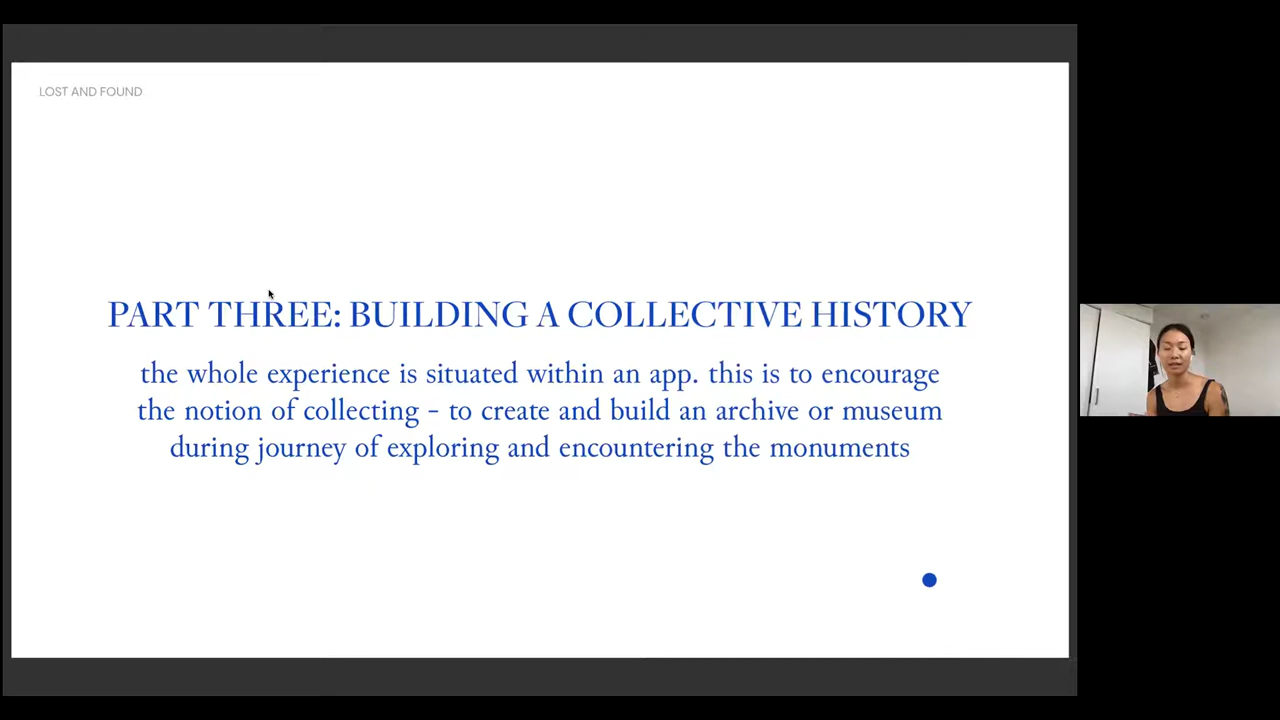 LOST AND FOUND
PART THREE: BUILDING A COLLECTIVE HISTORY
the whole experience is situated within an app. this is to encourage
the notion of collecting - to create and build an archive or museum
during journey of exploring and encountering the monuments